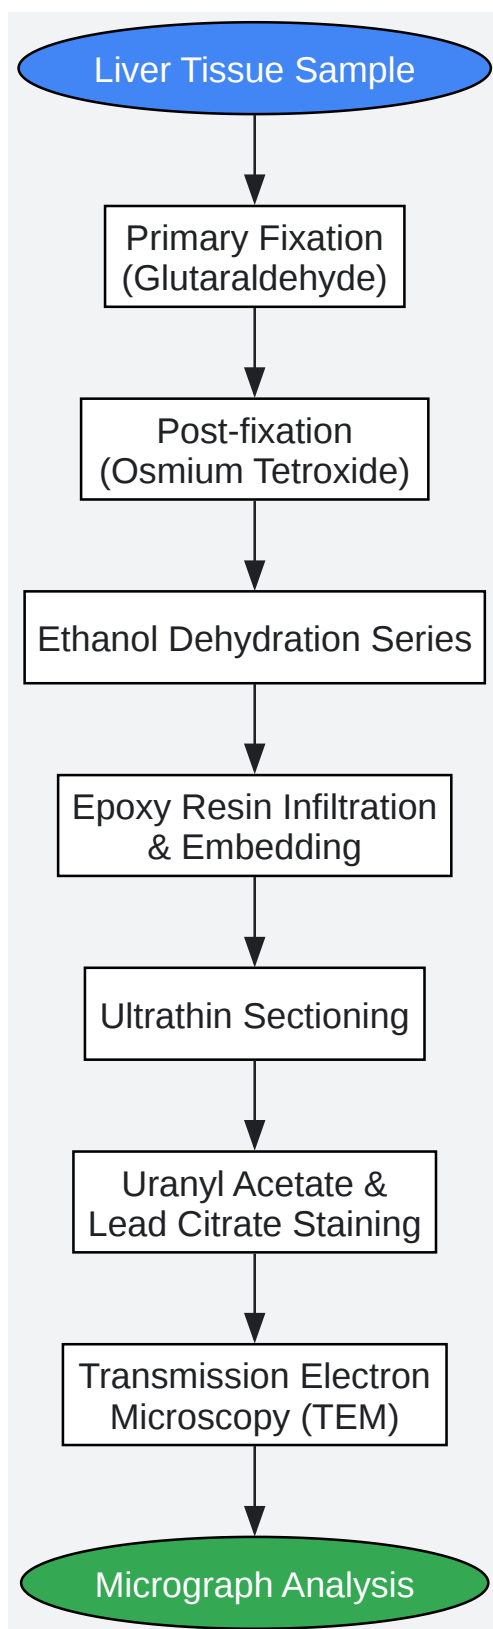 Liver Tissue Sample
Primary Fixation
(Glutaraldehyde)
Post-fixation
(Osmium Tetroxide)
Ethanol Dehydration Series
Epoxy Resin Infiltration
& Embedding
Ultrathin Sectioning
Uranyl Acetate &
Lead Citrate Staining
Transmission Electron
Microscopy (TEM)
Micrograph Analysis